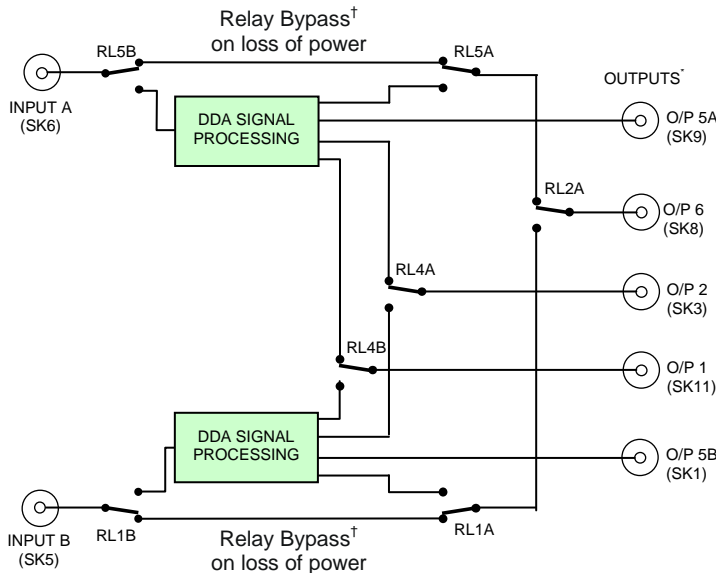 Relay Bypass†
on loss of power
RL5B
RL5A
OUTPUTS*
INPUT A
(SK6)
DDA SIGNAL
PROCESSING
O/P 5A
(SK9)
RL2A
O/P 6
(SK8)
RL4A
O/P 2
(SK3)
RL4B
O/P 1
(SK11)
DDA SIGNAL
PROCESSING
O/P 5B
(SK1)
INPUT B
(SK5)
RL1B
RL1A
Relay Bypass†
on loss of power